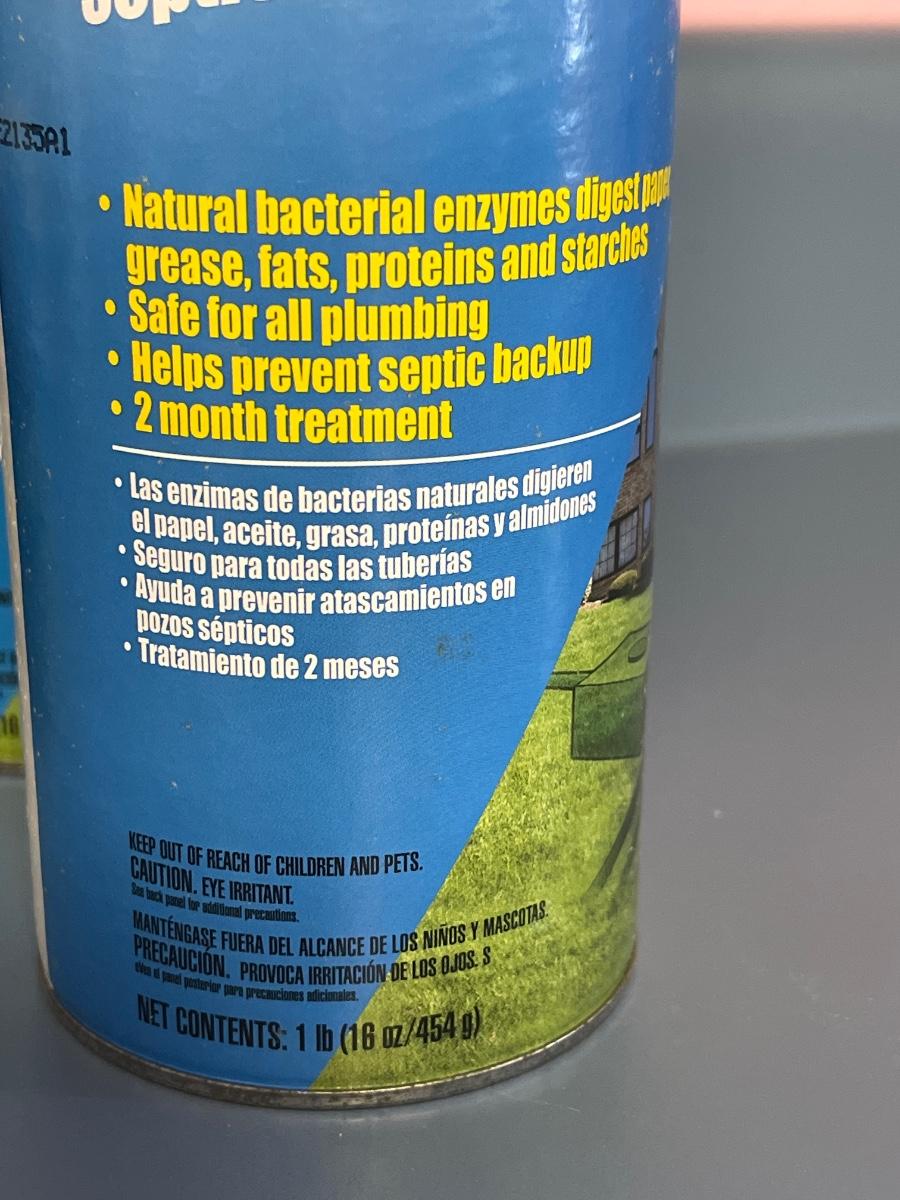 2135A1
• Natural bacterial enzymes digest paper
grease, fats, proteins and starches
• Safe for all plumbing
• Helps prevent septic backup
• 2 month treatment
• Las enzimas de bacterias naturales digieren
el papel, aceite, grasa, proteínas y almidones
• Seguro para todas las tuberías
• Ayuda a prevenir atascamientos en
pozos sépticos
• Tratamiento de 2 meses
KEEP OUT OF REACH OF CHILDREN AND PETS.
CAUTION. EYE IRRITANT.
See back panel for additional precautions.
MANTÉNGASE FUERA DEL ALCANCE DE LOS NIÑOS Y MASCOTAS.
PRECAUCIÓN. PROVOCA IRRITACIÓN DE LOS OJOS. S
eVea el panel posterior para precauciones adicionales.
NET CONTENTS: 1 lb (16 oz/454 g)